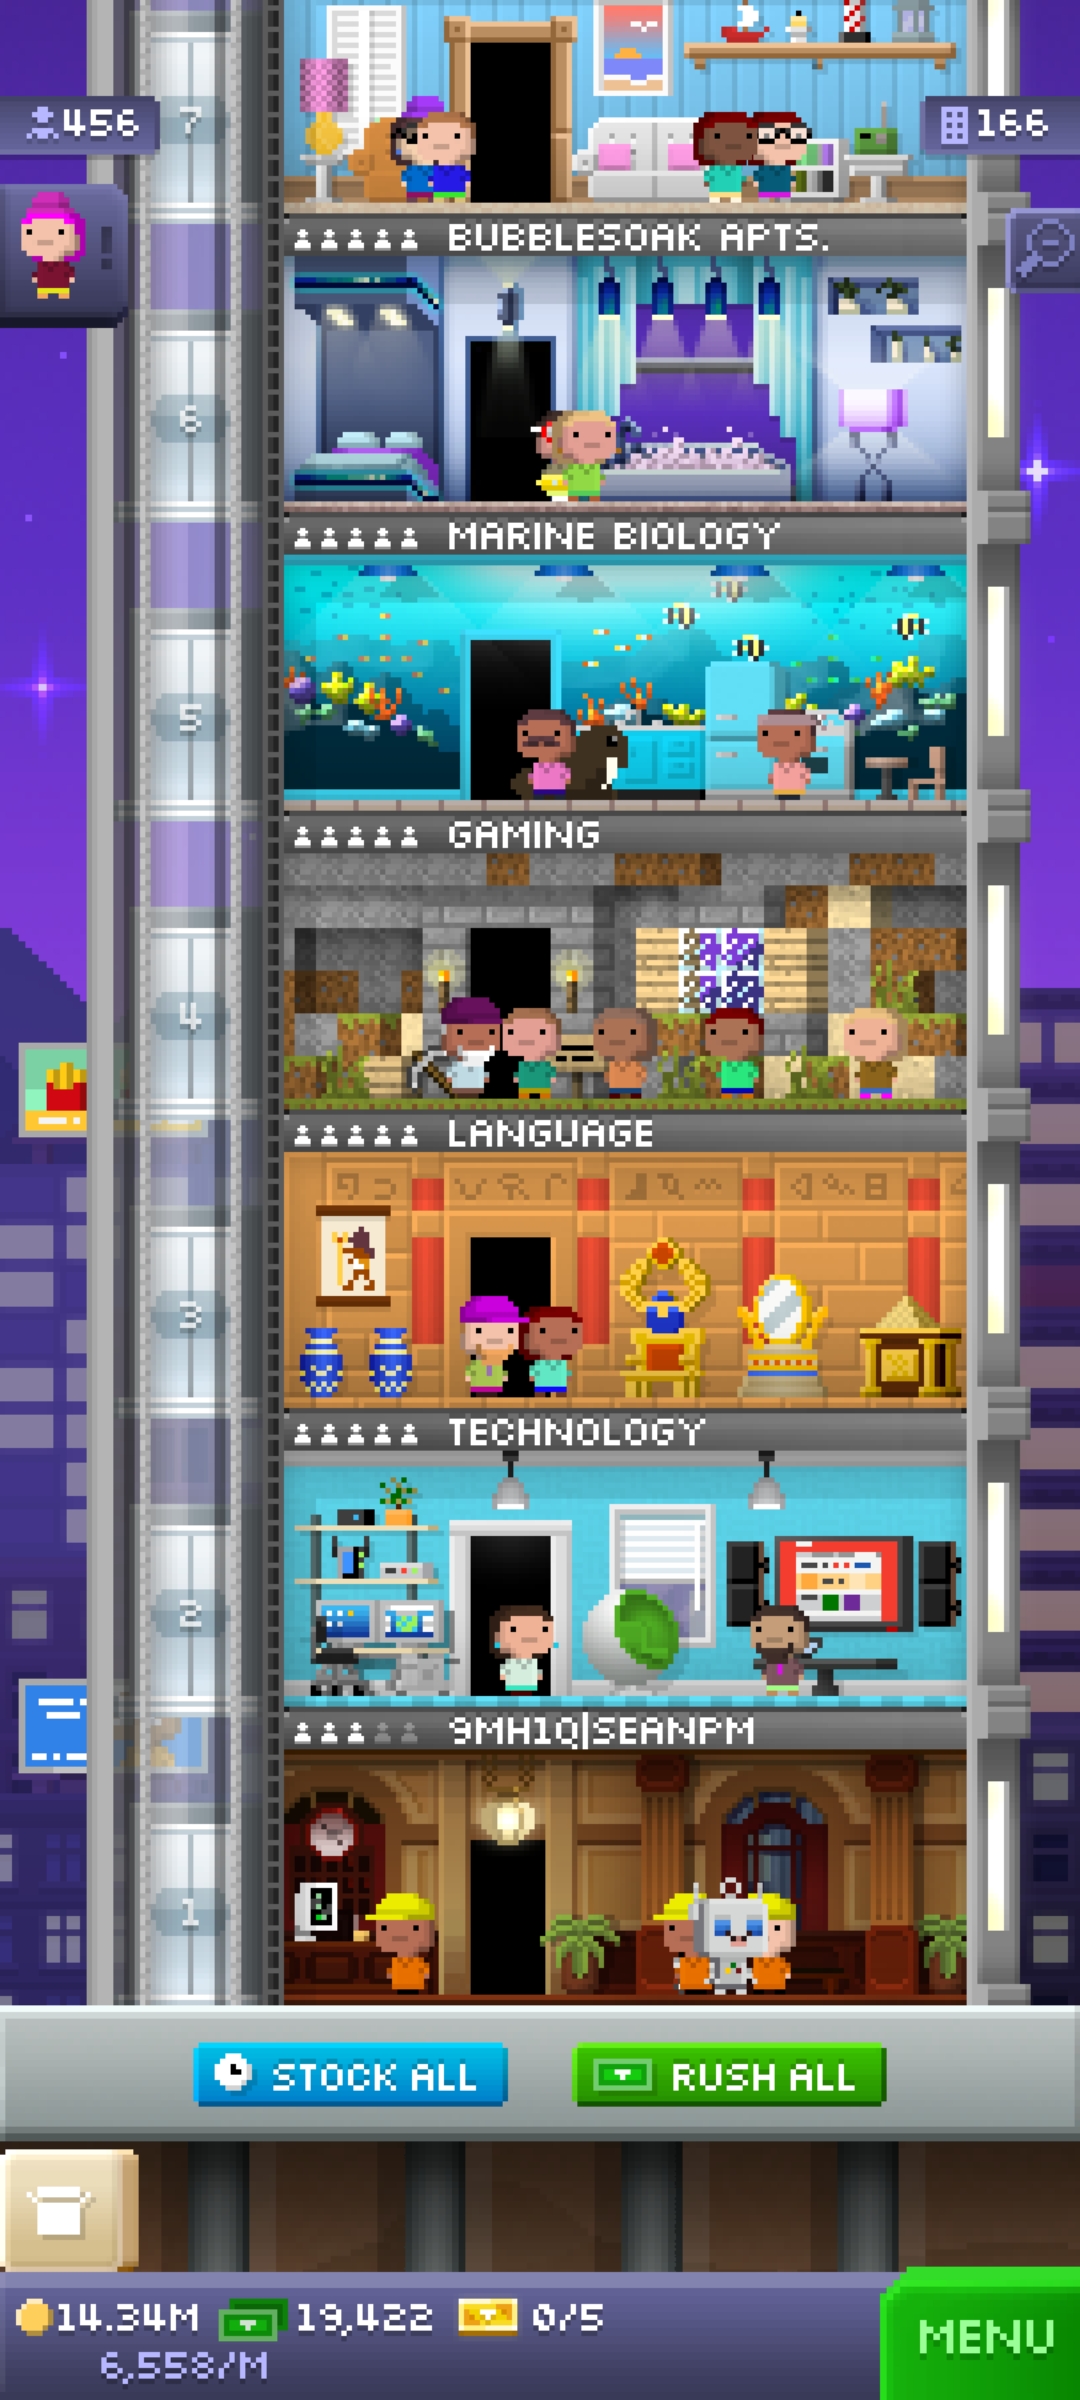 7
456
166
BUBBLESOAK APTS.
6
MARINE BIOLOGY
5
GAMING
4
LANGUAGE
3
TECHNOLOGY
2
9MH1Q|SEANPM
1
STOCK ALL
RUSH ALL
14.34M
19,422
0/5
6,558/M
MENU